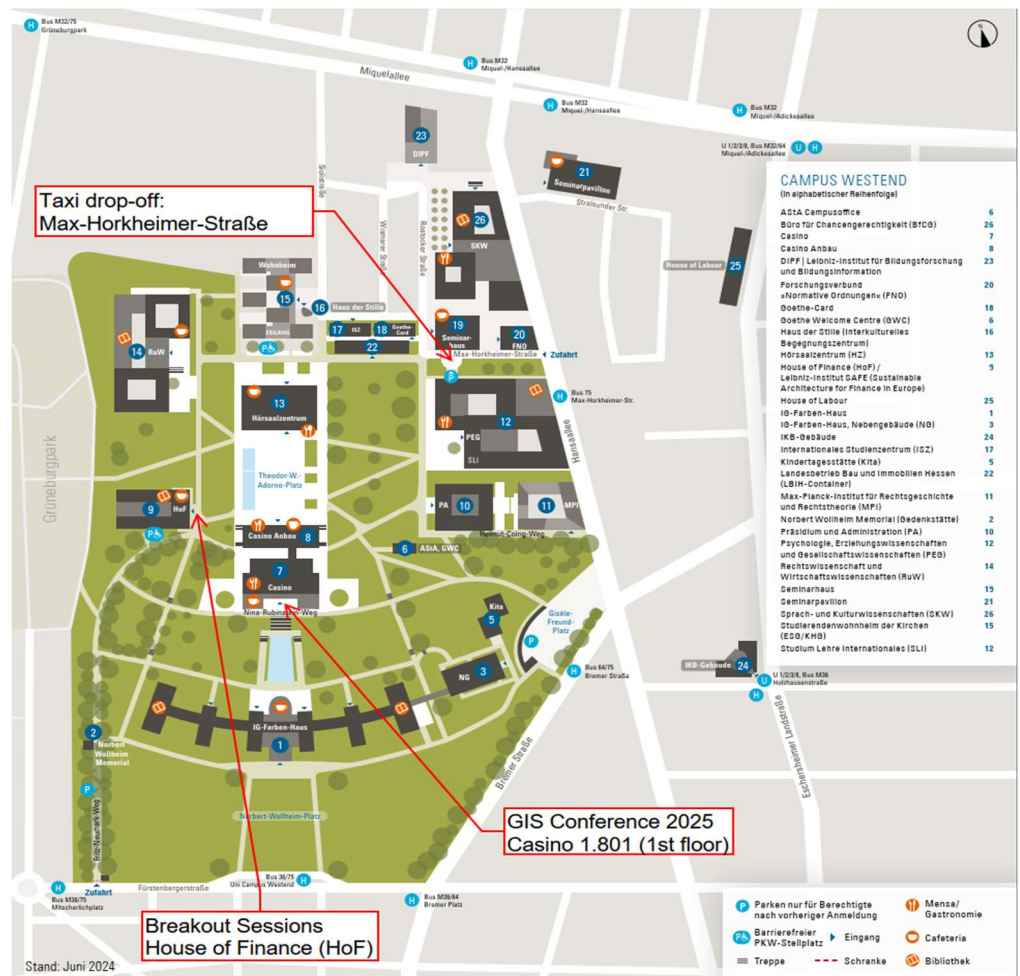 Bus M32/75
Grüneburgpark
Miquelallee
Bus M32
Miquel-/Hansaallee
Bus M32
Miquel-/Hansaallee
Bus M32
Miquel-/Adickesallee
U 1/2/3/8, Bus M32/64
Miquel-/Adickesallee
23
DIPF
21
Seminarpavillon
Stralsunder Str.
Taxi drop-off:
Max-Horkheimer-Straße
Siolistraße
Wismarer Straße
Rostocker Straße
26
SKW
House of Labour
25
Wohnheim
15
ESG/KHG
16
Haus der Stille
17
ISZ
18
Goethe-
Card
22
19
Seminar-
haus
20
FNO
Max-Horkheimer-Straße
Zufahrt
14
RuW
13
Hörsaalzentrum
Bus 75
Max-Horkheimer-Str.
12
PEG
SLI
Hansaallee
Grüneburgpark
Theodor-W.-
Adorno-Platz
9
HoF
PA
10
11
MPI
Helmut-Coing-Weg
Casino Anbau
8
6
AStA, GWC
7
Casino
Nina-Rubinstein-Weg
Kita
5
Gisèle-
Freund-
Platz
NG
3
Bus 64/75
Bremer Straße
IKB-Gebäude
24
U 1/2/3/8, Bus M36
Holzhausenstraße
IG-Farben-Haus
1
2
Norbert
Wollheim
Memorial
Bremer Straße
Eschersheimer Landstraße
Norbert-Wollheim-Platz
Fritz-Neumark-Weg
GIS Conference 2025
Casino 1.801 (1st floor)
Bus 36/75
Uni Campus Westend
Zufahrt
Fürstenbergerstraße
Bus M36/75
Mitscherlichplatz
Bus M36/64
Bremer Platz
Breakout Sessions
House of Finance (HoF)
Stand: Juni 2024
CAMPUS WESTEND
(in alphabetischer Reihenfolge)
AStA Campusoffice 6
Büro für Chancengerechtigkeit (BfCG) 26
Casino 7
Casino Anbau 8
DIPF | Leibniz-Institut für Bildungsforschung 23
und Bildungsinformation
Forschungsverbund 20
»Normative Ordnungen« (FNO)
Goethe-Card 18
Goethe Welcome Centre (GWC) 6
Haus der Stille (Interkulturelles 16
Begegnungszentrum)
Hörsaalzentrum (HZ) 13
House of Finance (HoF) / 9
Leibniz-Institut SAFE (Sustainable
Architecture for Finance in Europe)
House of Labour 25
IG-Farben-Haus 1
IG-Farben-Haus, Nebengebäude (NG) 3
IKB-Gebäude 24
Internationales Studienzentrum (ISZ) 17
Kindertagesstätte (Kita) 5
Landesbetrieb Bau und Immobilien Hessen 22
(LBIH-Container)
Max-Planck-Institut für Rechtsgeschichte 11
und Rechtstheorie (MPI)
Norbert Wollheim Memorial (Gedenkstätte) 2
Präsidium und Administration (PA) 10
Psychologie, Erziehungswissenschaften 12
und Gesellschaftswissenschaften (PEG)
Rechtswissenschaft und 14
Wirtschaftswissenschaften (RuW)
Seminarhaus 19
Seminarpavillon 21
Sprach- und Kulturwissenschaften (SKW) 26
Studierendenwohnheim der Kirchen 15
(ESG/KHG)
Studium Lehre Internationales (SLI) 12
Parken nur für Berechtigte
nach vorheriger Anmeldung
Mensa/
Gastronomie
Barrierefreier
PKW-Stellplatz
Eingang
Cafeteria
Treppe
Schranke
Bibliothek